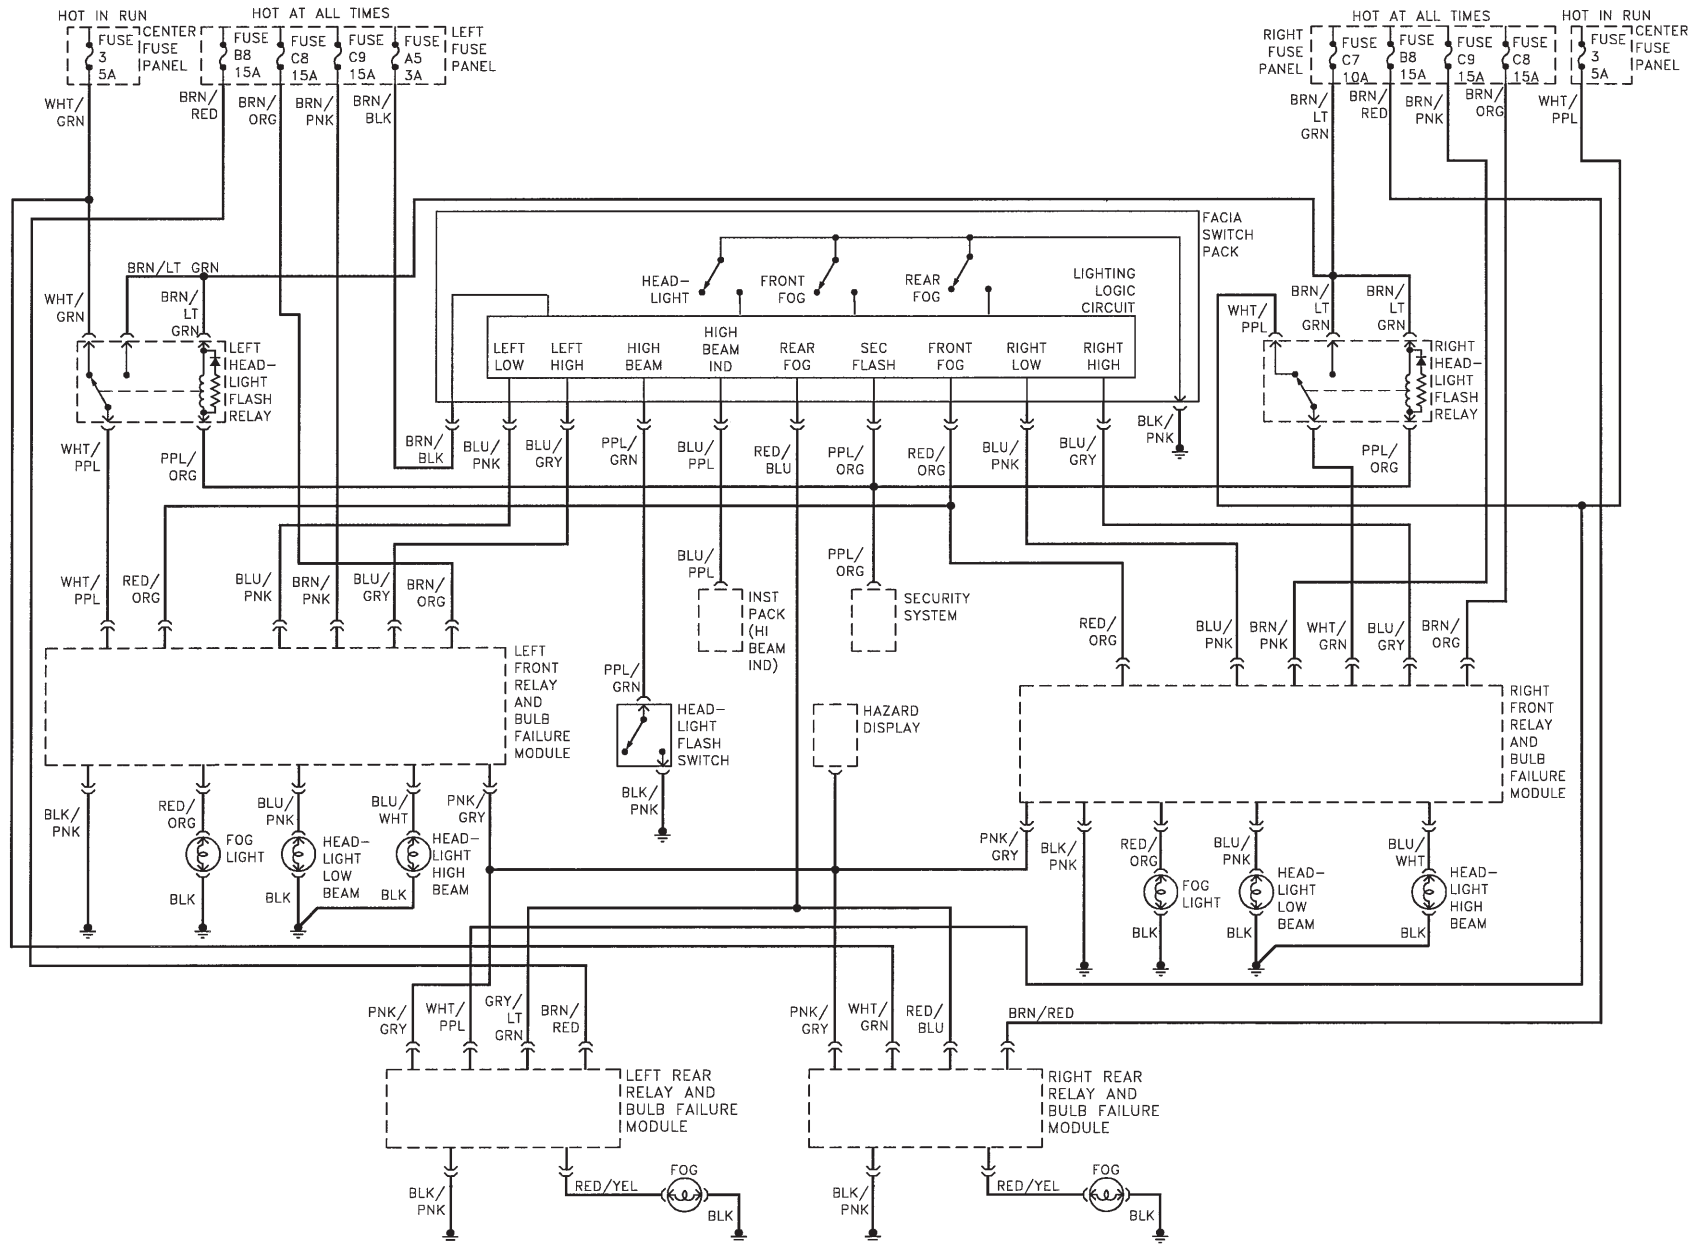 HOT IN RUN
HOT AT ALL TIMES
HOT AT ALL TIMES
HOT IN RUN
FUSE
3
5A
CENTER
FUSE
PANEL
FUSE
B8
15A
FUSE
C8
15A
FUSE
C9
15A
FUSE
A5
3A
LEFT
FUSE
PANEL
RIGHT
FUSE
PANEL
FUSE
C7
10A
FUSE
B8
15A
FUSE
C9
15A
FUSE
C8
15A
FUSE
3
5A
CENTER
FUSE
PANEL
WHT/
GRN
BRN/
RED
BRN/
ORG
BRN/
PNK
BRN/
BLK
BRN/
LT
GRN
BRN/
RED
BRN/
PNK
BRN/
ORG
WHT/
PPL
FACIA
SWITCH
PACK
HEAD-
LIGHT
FRONT
FOG
REAR
FOG
LIGHTING
LOGIC
CIRCUIT
BRN/LT GRN
WHT/
GRN
BRN/
LT
GRN
WHT/
PPL
BRN/
LT
GRN
BRN/
LT
GRN
LEFT
HEAD-
LIGHT
FLASH
RELAY
LEFT
LOW
LEFT
HIGH
HIGH
BEAM
HIGH
BEAM
IND
REAR
FOG
SEC
FLASH
FRONT
FOG
RIGHT
LOW
RIGHT
HIGH
RIGHT
HEAD-
LIGHT
FLASH
RELAY
WHT/
PPL
PPL/
ORG
BRN/
BLK
BLU/
PNK
BLU/
GRY
PPL/
GRN
BLU/
PPL
RED/
BLU
PPL/
ORG
RED/
ORG
BLU/
PNK
BLU/
GRY
BLK/
PNK
PPL/
ORG
WHT/
PPL
RED/
ORG
BLU/
PNK
BRN/
PNK
BLU/
GRY
BRN/
ORG
BLU/
PPL
PPL/
ORG
INST
PACK
(HI
BEAM
IND)
SECURITY
SYSTEM
RED/
ORG
BLU/
PNK
BRN/
PNK
WHT/
GRN
BLU/
GRY
BRN/
ORG
LEFT
FRONT
RELAY
AND
BULB
FAILURE
MODULE
PPL/
GRN
HEAD-
LIGHT
FLASH
SWITCH
HAZARD
DISPLAY
RIGHT
FRONT
RELAY
AND
BULB
FAILURE
MODULE
BLK/
PNK
BLK/
PNK
RED/
ORG
BLU/
PNK
BLU/
WHT
PNK/
GRY
FOG
LIGHT
HEAD-
LIGHT
LOW
BEAM
HEAD-
LIGHT
HIGH
BEAM
BLK
BLK
BLK
PNK/
GRY
BLK/
PNK
RED/
ORG
BLU/
PNK
BLU/
WHT
FOG
LIGHT
HEAD-
LIGHT
LOW
BEAM
HEAD-
LIGHT
HIGH
BEAM
BLK
BLK
BLK
PNK/
GRY
WHT/
PPL
GRY/
LT
GRN
BRN/
RED
PNK/
GRY
WHT/
GRN
RED/
BLU
BRN/RED
LEFT REAR
RELAY AND
BULB FAILURE
MODULE
RIGHT REAR
RELAY AND
BULB FAILURE
MODULE
BLK/
PNK
RED/YEL
FOG
BLK
BLK/
PNK
RED/YEL
FOG
BLK